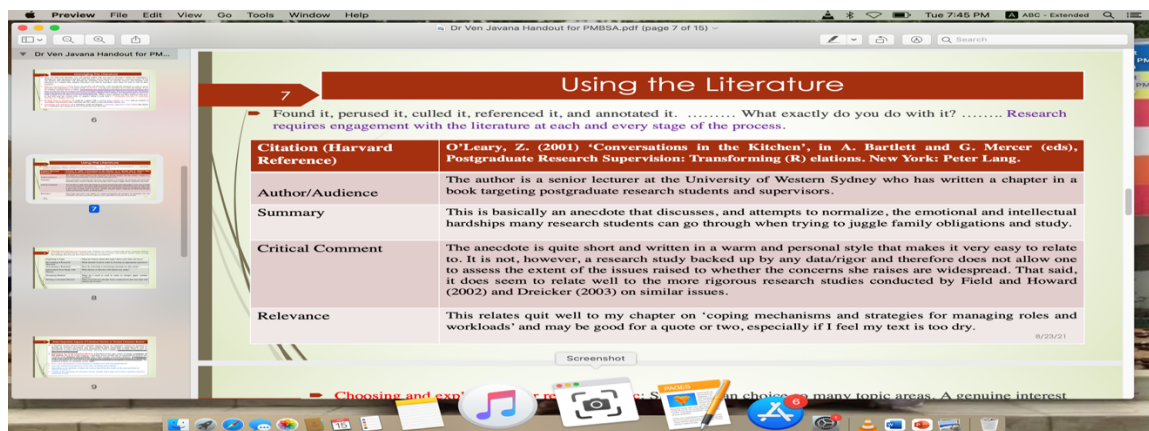 Preview File Edit View Go Tools Window Help
Tue 7:45 PM ABC - Extended
Dr Ven Javana Handout for PMBSA.pdf (page 7 of 15)
Search
Dr Ven Javana Handout for PM...
6
7
8
9
7
Using the Literature
Found it, perused it, culled it, referenced it, and annotated it. ……… What exactly do you do with it? ……. Research
requires engagement with the literature at each and every stage of the process.
Citation (Harvard
Reference)
O'Leary, Z. (2001) 'Conversations in the Kitchen', in A. Bartlett and G. Mercer (eds),
Postgraduate Research Supervision: Transforming (R) elations. New York: Peter Lang.
Author/Audience
The author is a senior lecturer at the University of Western Sydney who has written a chapter in a
book targeting postgraduate research students and supervisors.
Summary
This is basically an anecdote that discusses, and attempts to normalize, the emotional and intellectual
hardships many research students can go through when trying to juggle family obligations and study.
Critical Comment
The anecdote is quite short and written in a warm and personal style that makes it very easy to relate
to. It is not, however, a research study backed up by any data/rigor and therefore does not allow one
to assess the extent of the issues raised to whether the concerns she raises are widespread. That said,
it does seem to relate well to the more rigorous research studies conducted by Field and Howard
(2002) and Dreicker (2003) on similar issues.
Relevance
This relates quit well to my chapter on 'coping mechanisms and strategies for managing roles and
workloads' and may be good for a quote or two, especially if I feel my text is too dry.
8/23/21
Screenshot
Choosing and
choice
many topic areas. A genuine interest
PAGES
6
15
PM
PM